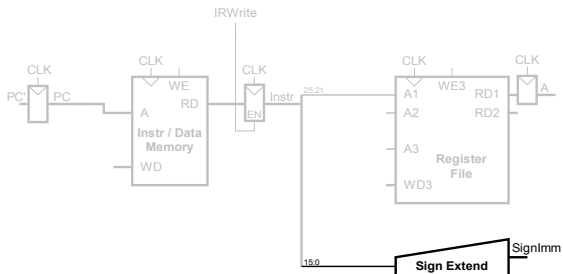 IRWrite
CLK CLK CLK CLK CLK
PC' PC WE WE3
A RD Instr 25:21 A1 RD1 A
EN A2 RD2
Instr / Data
Memory
A3
Register
File
WD WD3
SignImm
15:0
Sign Extend